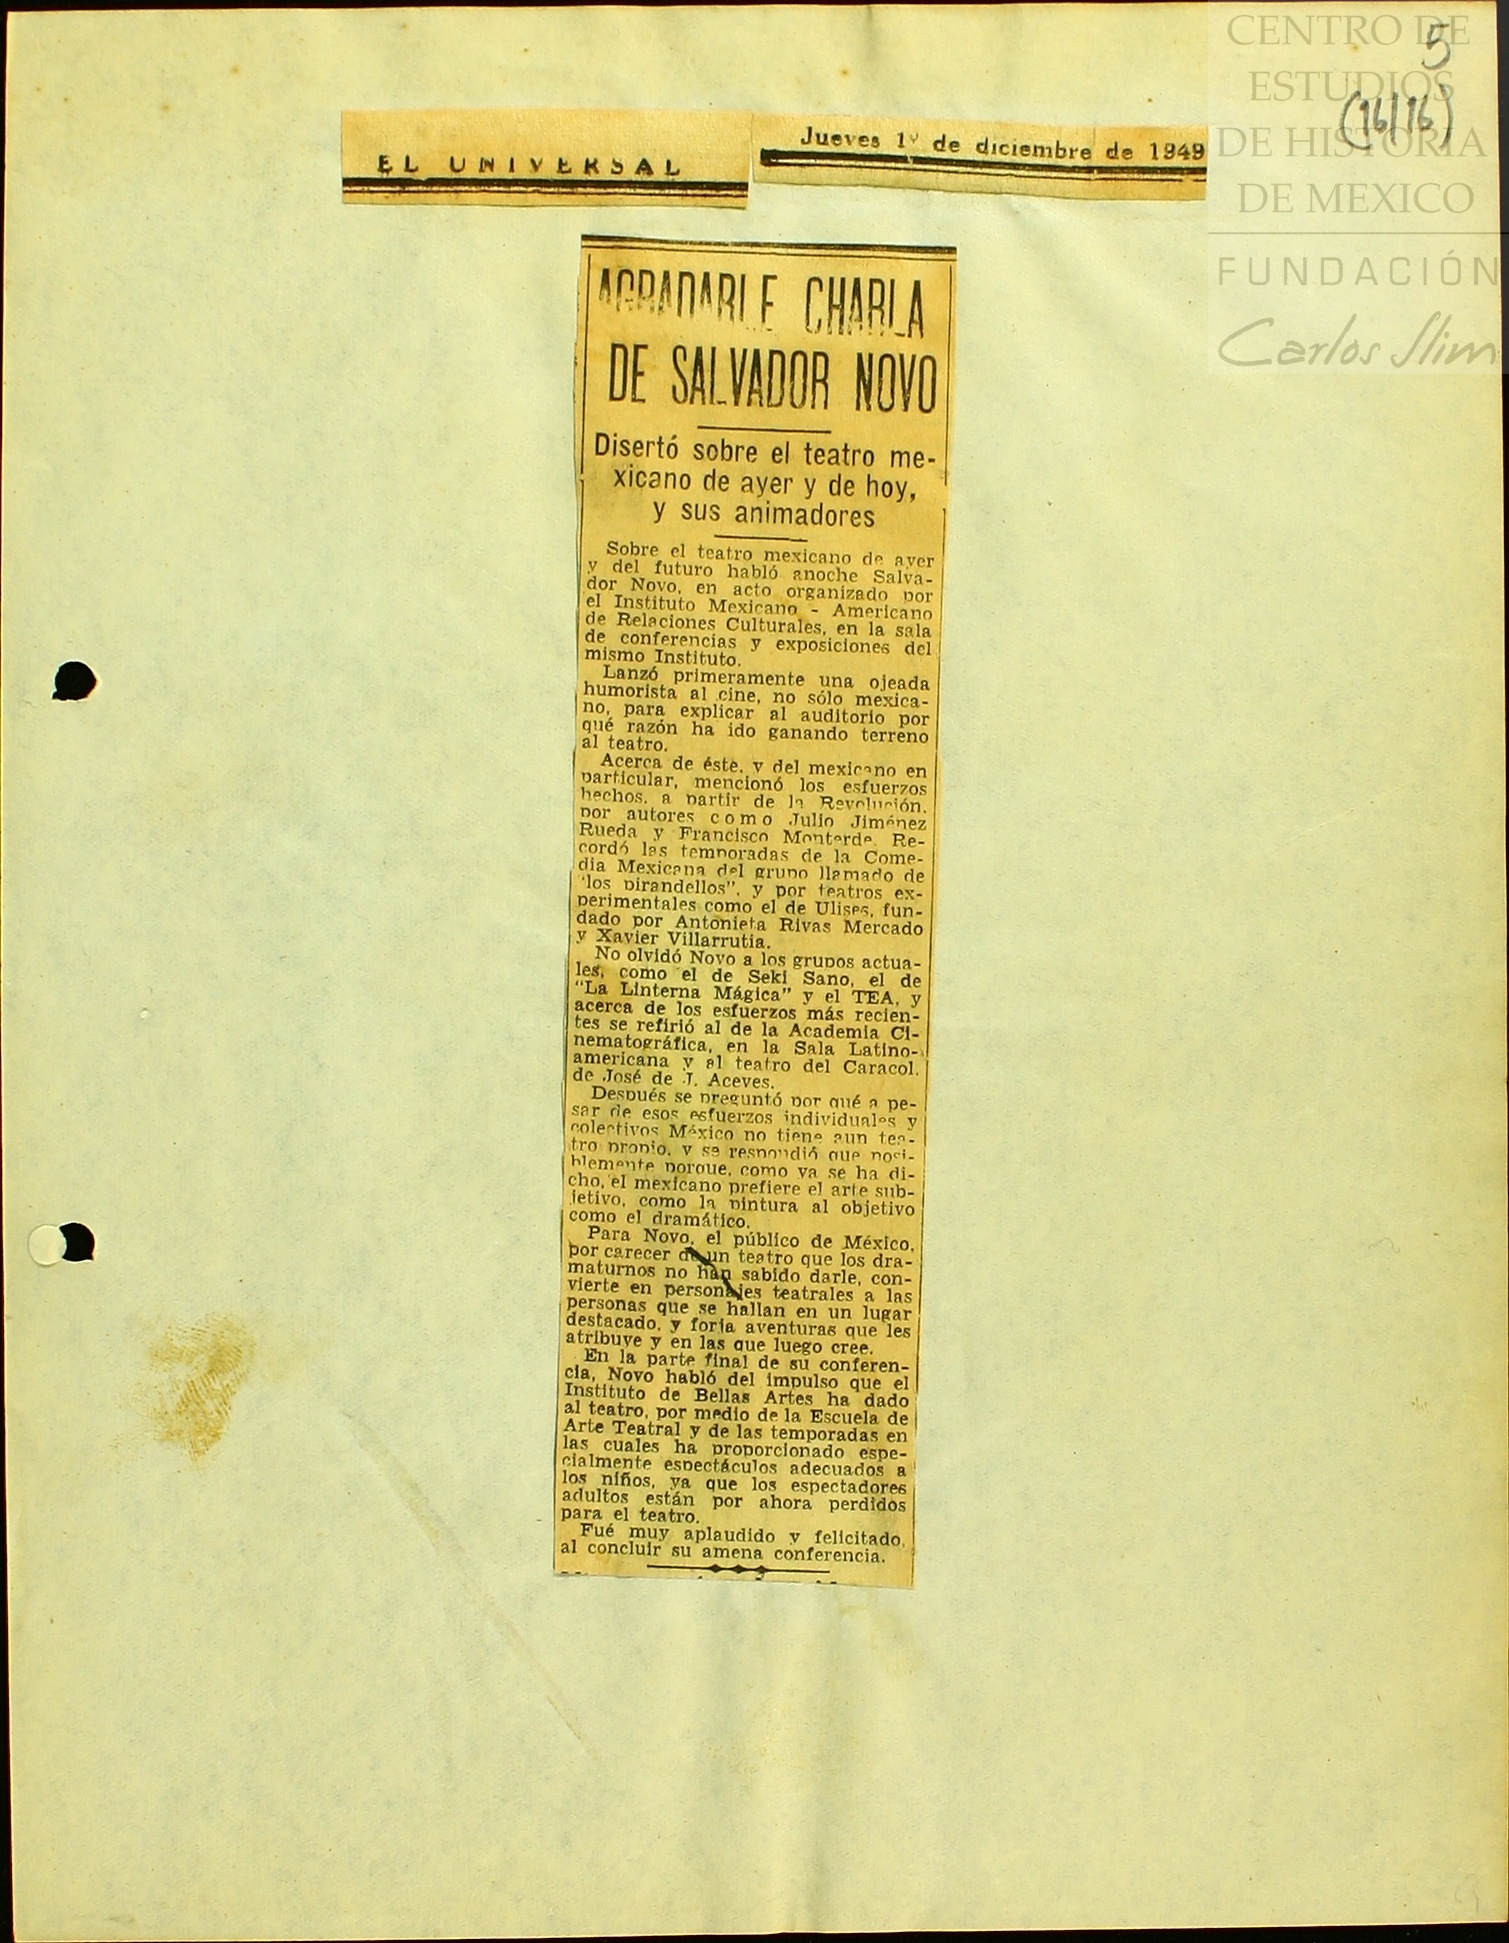 CENTRO DE
ESTUDIOS
DE HISTORIA
DE MEXICO
FUNDACIÓN
Carlos Slim
5
(16/16)
EL UNIVERSAL
Jueves 1º de diciembre de 1949
AGRADABLE CHARLA
DE SALVADOR NOVO
Disertó sobre el teatro me-
xicano de ayer y de hoy,
y sus animadores
Sobre el teatro mexicano de ayer
y del futuro habló anoche Salva-
dor Novo, en acto organizado por
el Instituto Mexicano - Americano
de Relaciones Culturales, en la sala
de conferencias y exposiciones del
mismo Instituto.
Lanzó primeramente una ojeada
humorista al cine, no sólo mexica-
no, para explicar al auditorio por
qué razón ha ido ganando terreno
al teatro.
Acerca de éste, y del mexicano en
particular, mencionó los esfuerzos
hechos, a partir de la Revolución,
por autores como Julio Jiménez
Rueda y Francisco Monterde. Re-
cordó las temporadas de la Come-
dia Mexicana del grupo llamado de
"los pirandellos", y por teatros ex-
perimentales como el de Ulises, fun-
dado por Antonieta Rivas Mercado
y Xavier Villarrutia.
No olvidó Novo a los grupos actua-
les, como el de Seki Sano, el de
"La Linterna Mágica" y el TEA, y
acerca de los esfuerzos más recien-
tes se refirió al de la Academia Ci-
nematográfica, en la Sala Latino-
americana y al teatro del Caracol,
de José de J. Aceves.
Después se preguntó por qué a pe-
sar de esos esfuerzos individuales y
colectivos México no tiene aun tea-
tro propio, y se respondió que posi-
blemente porque, como ya se ha di-
cho, el mexicano prefiere el arte sub-
jetivo, como la pintura al objetivo
como el dramático.
Para Novo, el público de México,
por carecer de un teatro que los dra-
maturnos no han sabido darle, con-
vierte en personajes teatrales a las
personas que se hallan en un lugar
destacado, y forja aventuras que les
atribuye y en las que luego cree.
En la parte final de su conferen-
cia, Novo habló del impulso que el
Instituto de Bellas Artes ha dado
al teatro, por medio de la Escuela de
Arte Teatral y de las temporadas en
las cuales ha proporcionado espe-
cialmente espectáculos adecuados a
los niños, ya que los espectadores
adultos están por ahora perdidos
para el teatro.
Fué muy aplaudido y felicitado,
al concluir su amena conferencia.